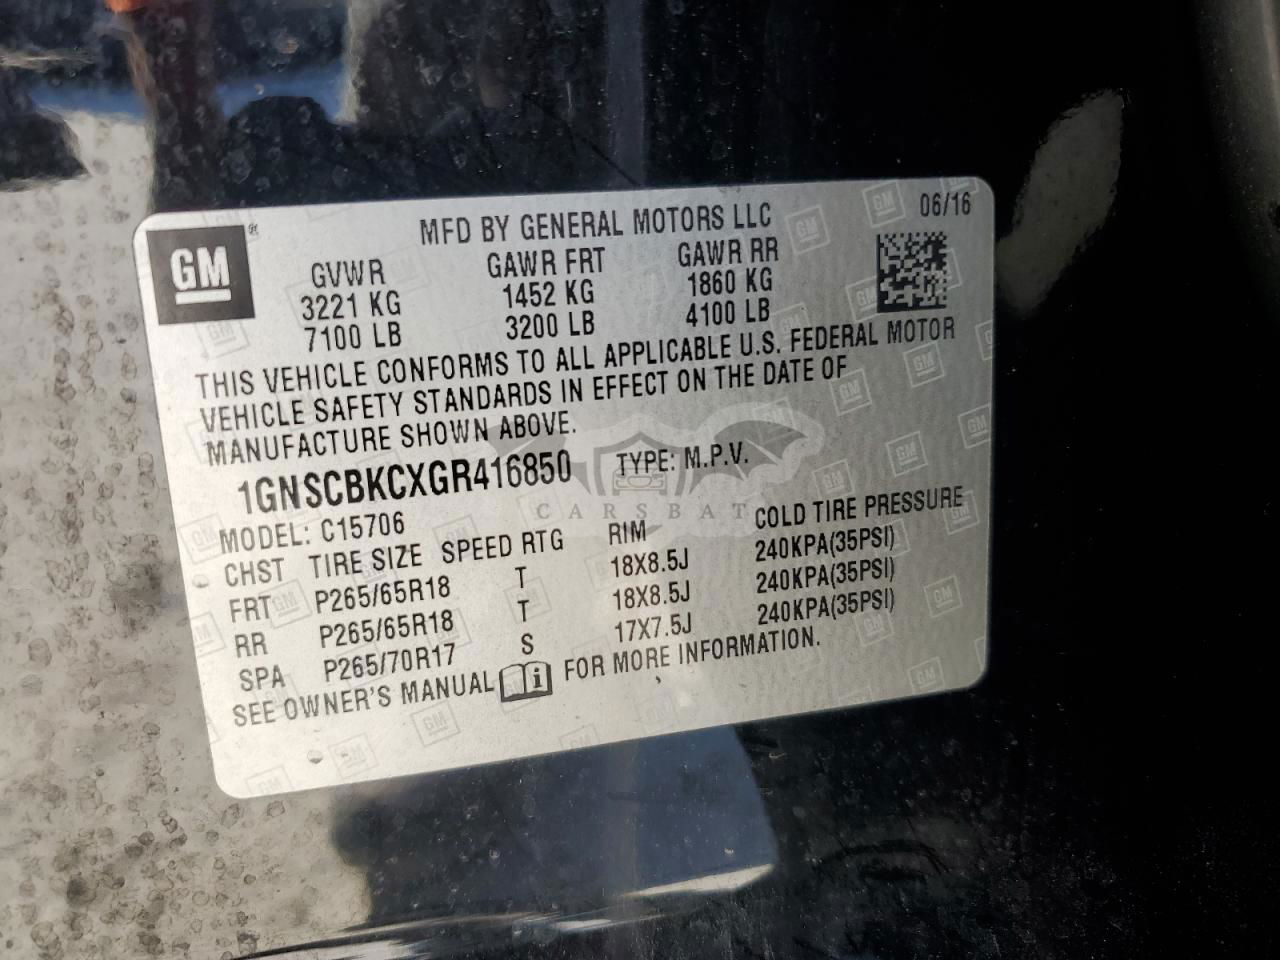 MFD BY GENERAL MOTORS LLC 06/16
GM ®
GVWR GAWR FRT GAWR RR
3221 KG 1452 KG 1860 KG
7100 LB 3200 LB 4100 LB
THIS VEHICLE CONFORMS TO ALL APPLICABLE U.S. FEDERAL MOTOR
VEHICLE SAFETY STANDARDS IN EFFECT ON THE DATE OF
MANUFACTURE SHOWN ABOVE.
1GNSCBKCXGR416850 TYPE: M.P.V.
CARSBAT
MODEL: C15706
CHST TIRE SIZE SPEED RTG RIM COLD TIRE PRESSURE
FRT P265/65R18 T 18X8.5J 240KPA(35PSI)
RR P265/65R18 T 18X8.5J 240KPA(35PSI)
SPA P265/70R17 S 17X7.5J 240KPA(35PSI)
SEE OWNER'S MANUAL i FOR MORE INFORMATION.